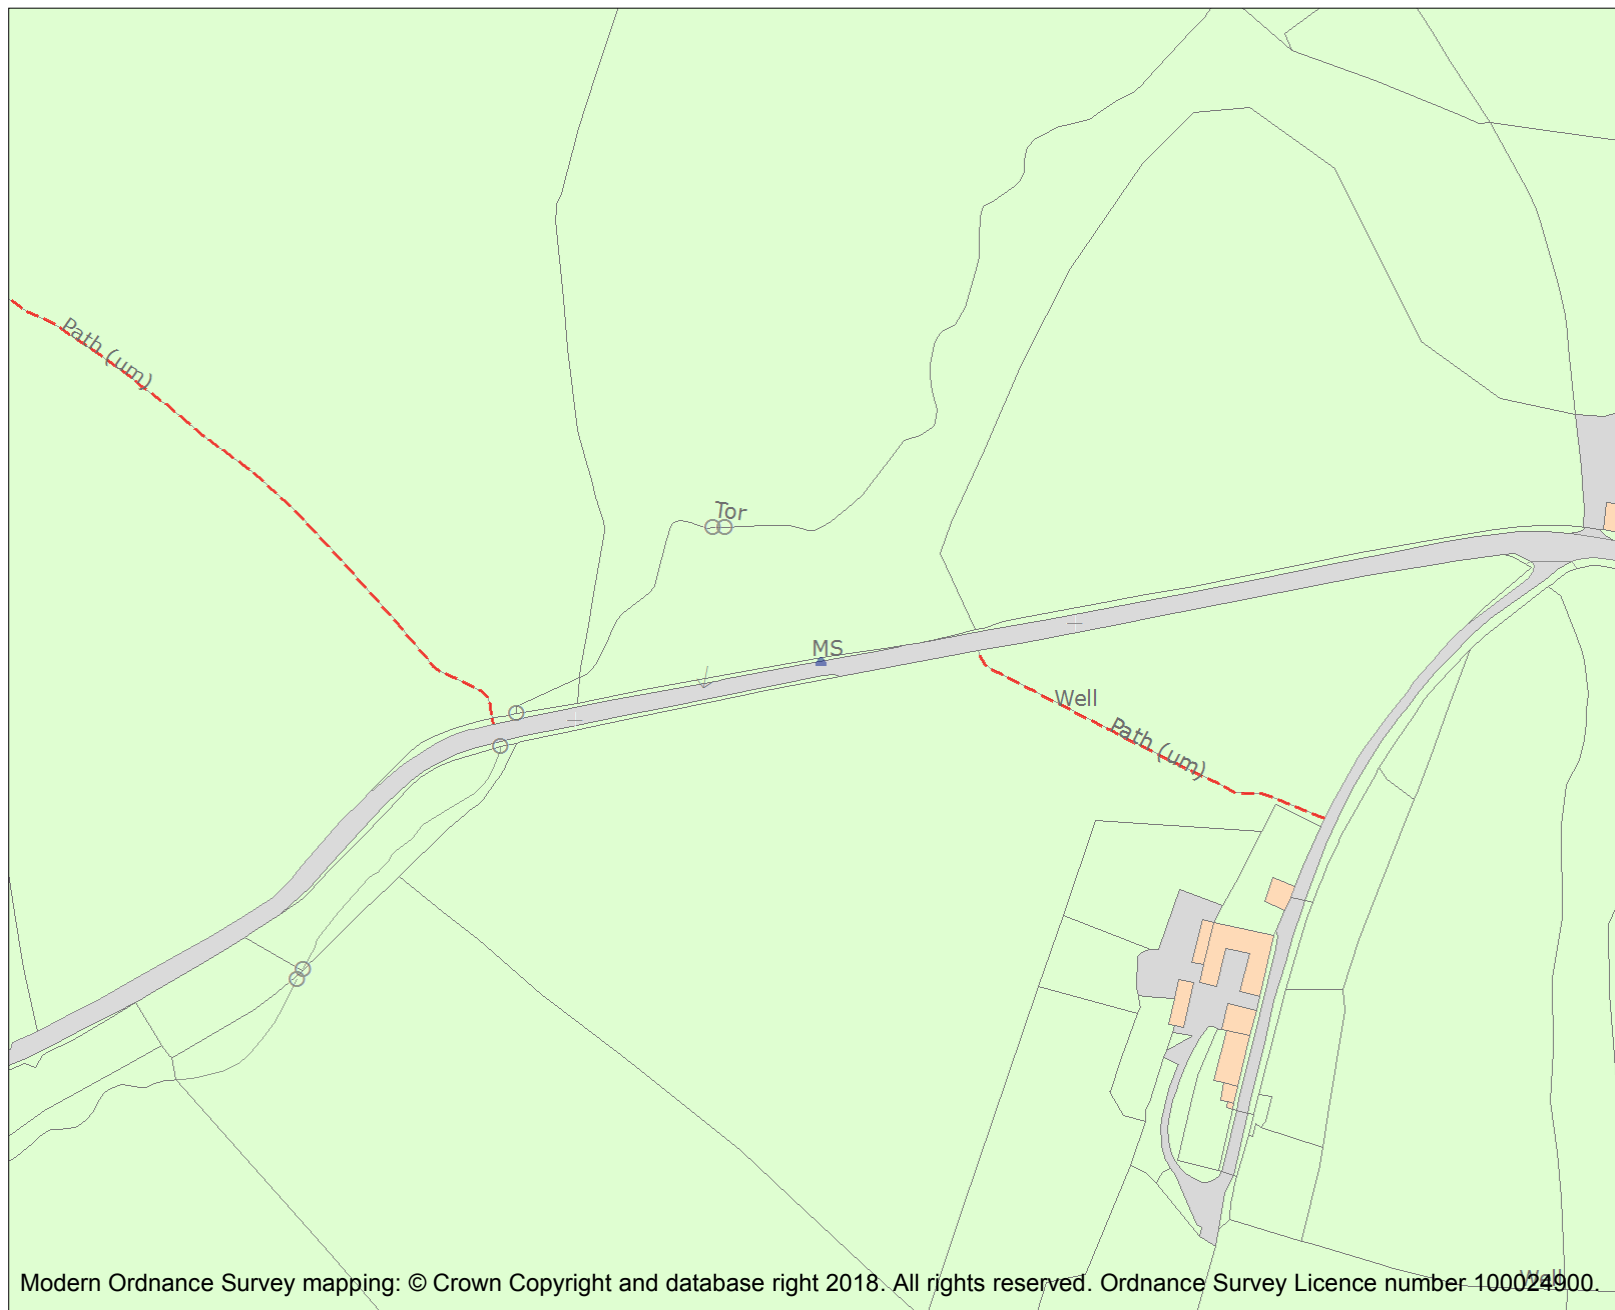 Path (um)
Tor
MS
Well
Path (um)
Well
Modern Ordnance Survey mapping: © Crown Copyright and database right 2018. All rights reserved. Ordnance Survey Licence number 100024900.